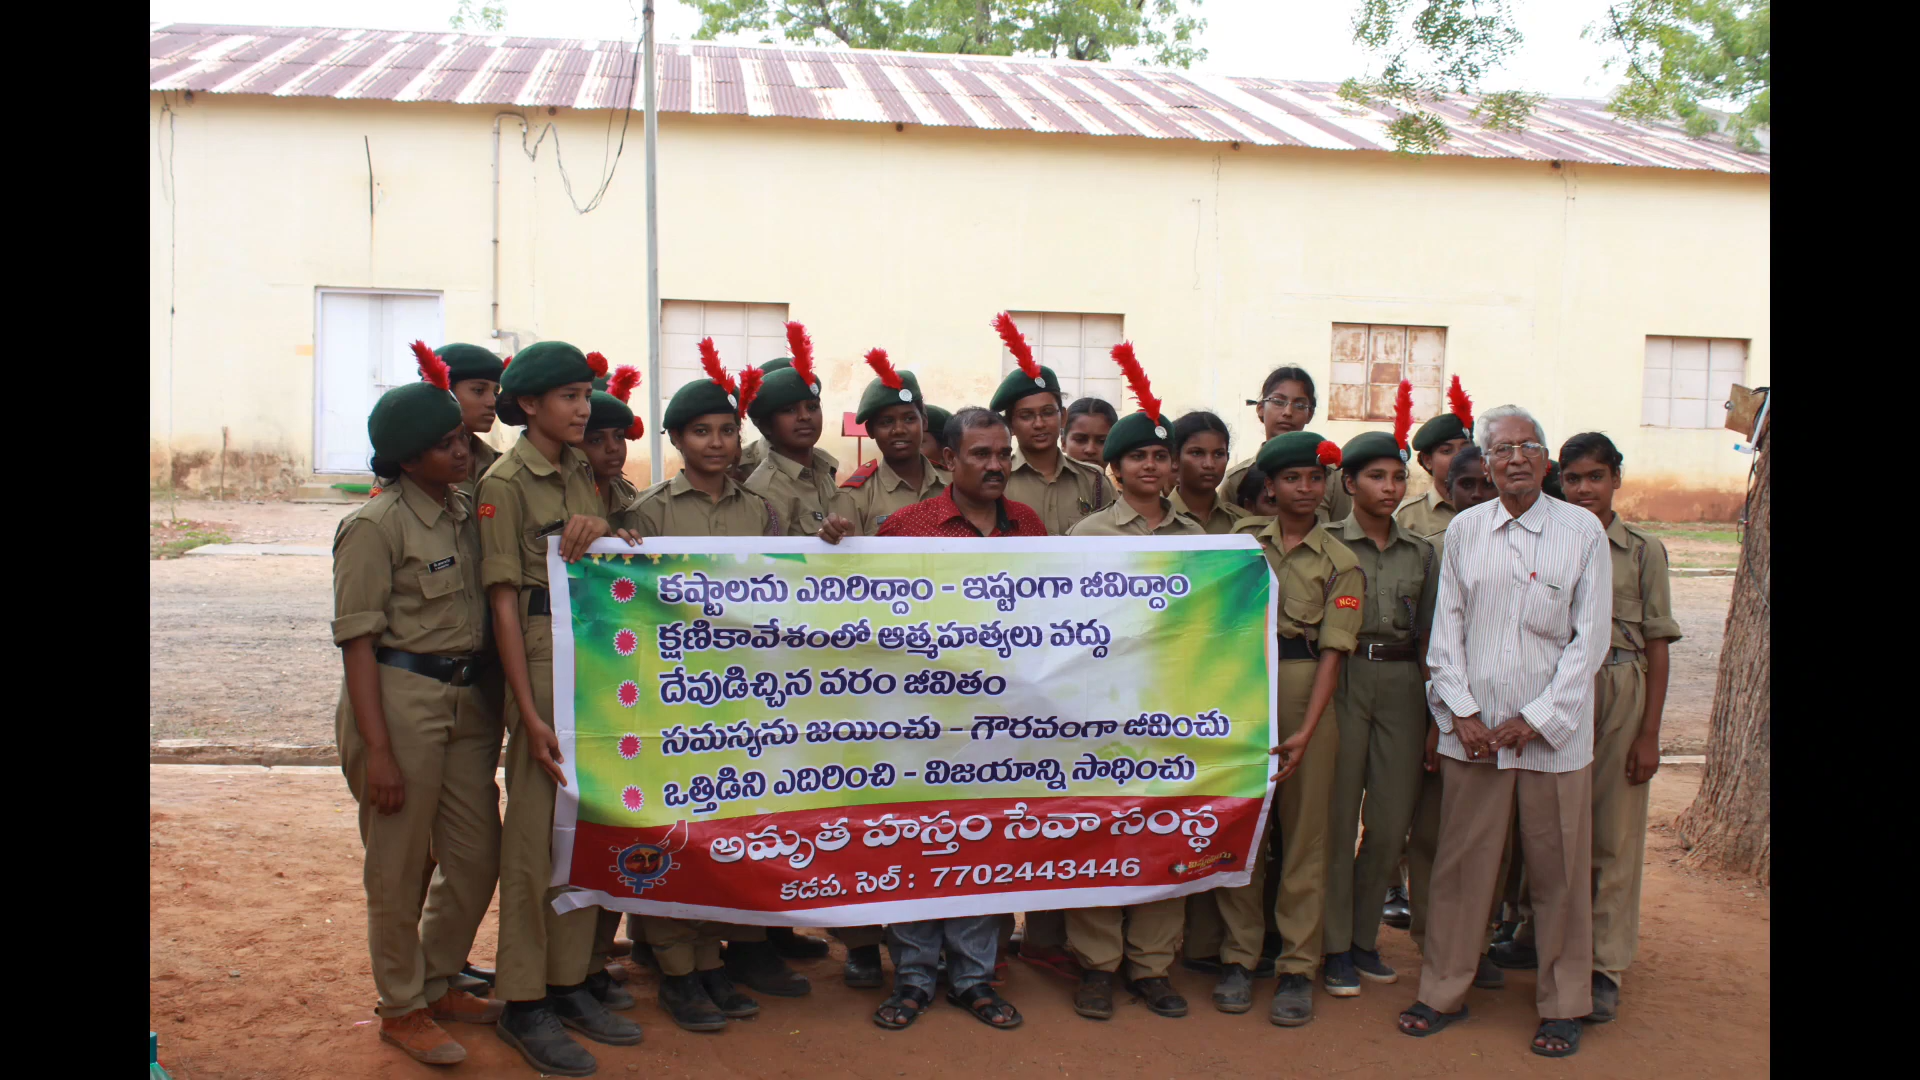 కష్టాలను ఎదిరిద్దాం - ఇష్టంగా జీవిద్దాం
క్షణికావేశంలో ఆత్మహత్యలు వద్దు
దేవుడిచ్చిన వరం జీవితం
సమస్యను జయించు - గౌరవంగా జీవించు
ఒత్తిడిని ఎదిరించి - విజయాన్ని సాధించు
అమృత హస్తం సేవా సంస్థ
కడప. సెల్ : 7702443446
NCC
NCC